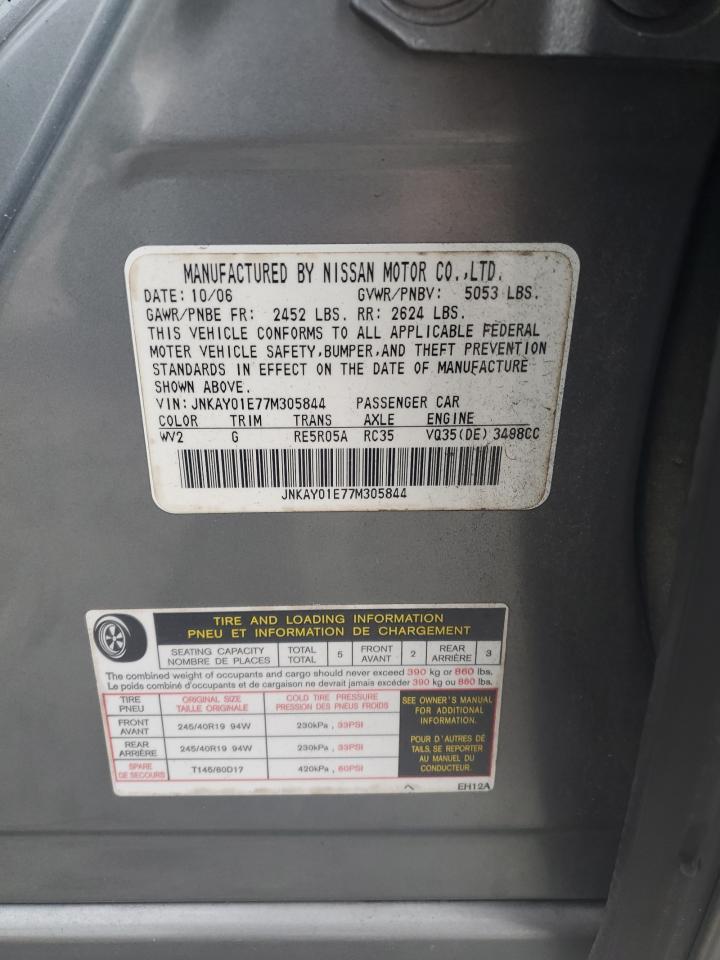 MANUFACTURED BY NISSAN MOTOR CO.,LTD.
DATE: 10/06 GVWR/PNBV: 5053 LBS.
GAWR/PNBE FR: 2452 LBS. RR: 2624 LBS.
THIS VEHICLE CONFORMS TO ALL APPLICABLE FEDERAL
MOTER VEHICLE SAFETY,BUMPER,AND THEFT PREVENTION
STANDARDS IN EFFECT ON THE DATE OF MANUFACTURE
SHOWN ABOVE.
VIN: JNKAY01E77M305844 PASSENGER CAR
COLOR TRIM TRANS AXLE ENGINE
WV2 G RE5R05A RC35 VQ35(DE) 3498CC
JNKAY01E77M305844
TIRE AND LOADING INFORMATION
PNEU ET INFORMATION DE CHARGEMENT
SEATING CAPACITY TOTAL 5 FRONT 2 REAR 3
NOMBRE DE PLACES TOTAL AVANT ARRIÈRE
The combined weight of occupants and cargo should never exceed 390 kg or 860 lbs.
Le poids combiné d'occupants et de cargaison ne devrait jamais excéder 390 kg ou 860 lbs.
TIRE ORIGINAL SIZE COLD TIRE PRESSURE
PNEU TAILLE ORIGINALE PRESSION DES PNEUS FROIDS
FRONT AVANT 245/40R19 94W 230kPa , 33PSI
REAR ARRIÈRE 245/40R19 94W 230kPa , 33PSI
SPARE DE SECOURS T145/80D17 420kPa , 60PSI
SEE OWNER'S MANUAL
FOR ADDITIONAL
INFORMATION.
POUR D'AUTRES DÉ
TAILS, SE REPORTER
AU MANUEL DU
CONDUCTEUR.
EH12A